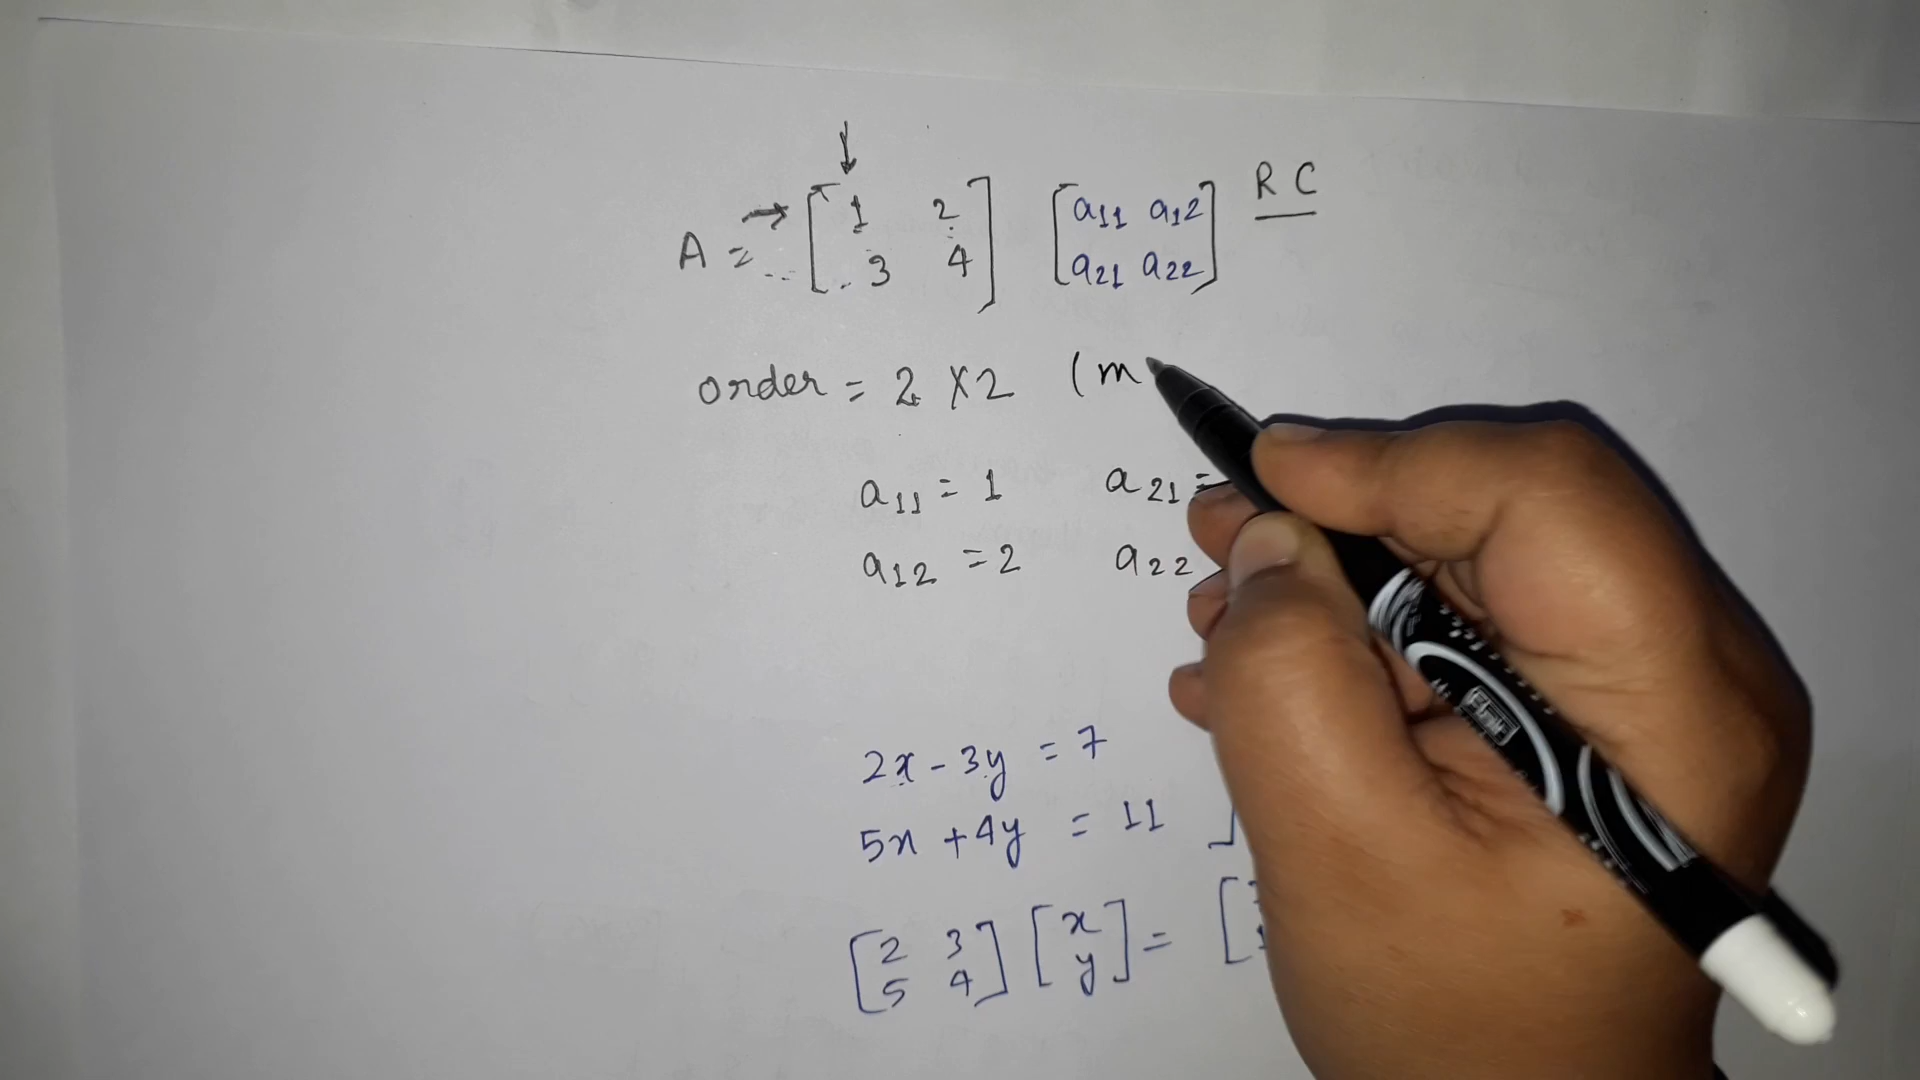 A = [1 2 3 4] [a11 a12 a21 a22] R C
order = 2 × 2 (m
a11 = 1 a21 =
a12 = 2 a22
2x - 3y = 7
5x + 4y = 11 ]
[2 3 5 4] [x y] = [
Flair